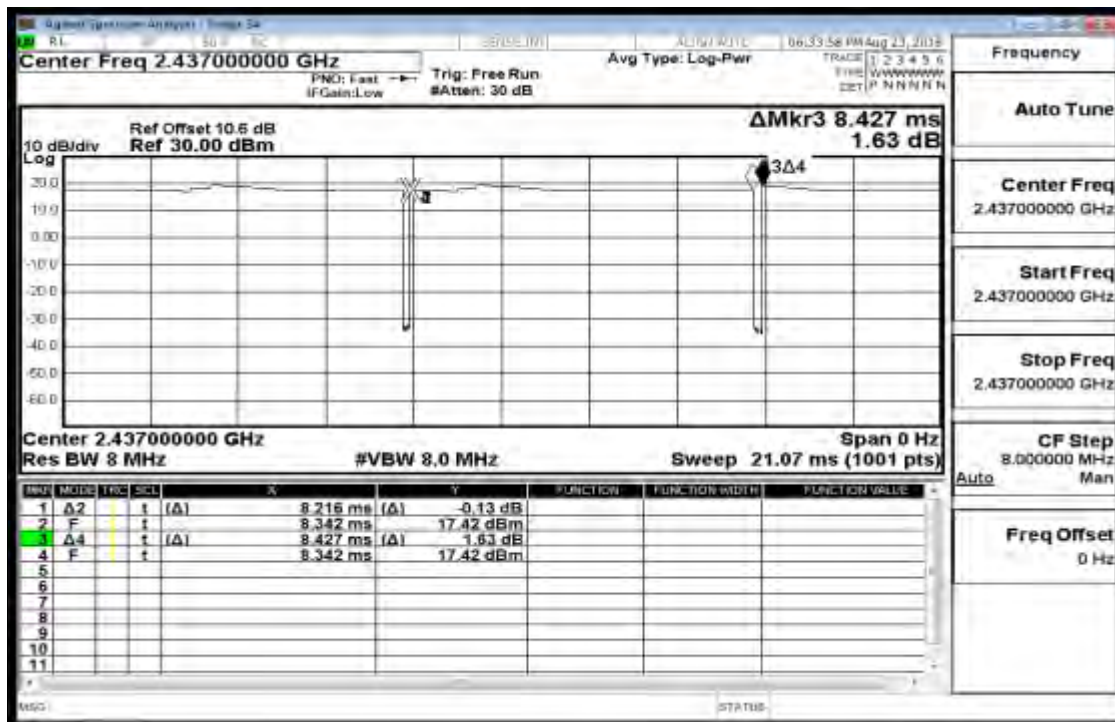 Agilent Spectrum Analyzer - Swept SA
RL
SENSE:INT
ALIGN AUTO
06:33:58 PM Aug 23, 2018
Center Freq 2.437000000 GHz
PNO: Fast
IFGain:Low
Trig: Free Run
#Atten: 30 dB
Avg Type: Log-Pwr
TRACE 1 2 3 4 5 6
TYPE WWWWWW
DET P N N N N N
Frequency
Auto Tune
ΔMkr3 8.427 ms
1.63 dB
Ref Offset 10.6 dB
10 dB/div Ref 30.00 dBm
Log
20.0
10.0
0.00
-10.0
-20.0
-30.0
-40.0
-50.0
-60.0
3Δ4
Center Freq
2.437000000 GHz
Start Freq
2.437000000 GHz
Stop Freq
2.437000000 GHz
Center 2.437000000 GHz
Span 0 Hz
Res BW 8 MHz
#VBW 8.0 MHz
Sweep 21.07 ms (1001 pts)
CF Step
8.000000 MHz
Auto Man
MKR MODE TRC SCL X Y FUNCTION FUNCTION WIDTH FUNCTION VALUE
1 Δ2 t (Δ) 8.216 ms (Δ) -0.13 dB
2 F t 8.342 ms 17.42 dBm
3 Δ4 t (Δ) 8.427 ms (Δ) 1.63 dB
4 F t 8.342 ms 17.42 dBm
5
6
7
8
9
10
11
Freq Offset
0 Hz
MSG
STATUS